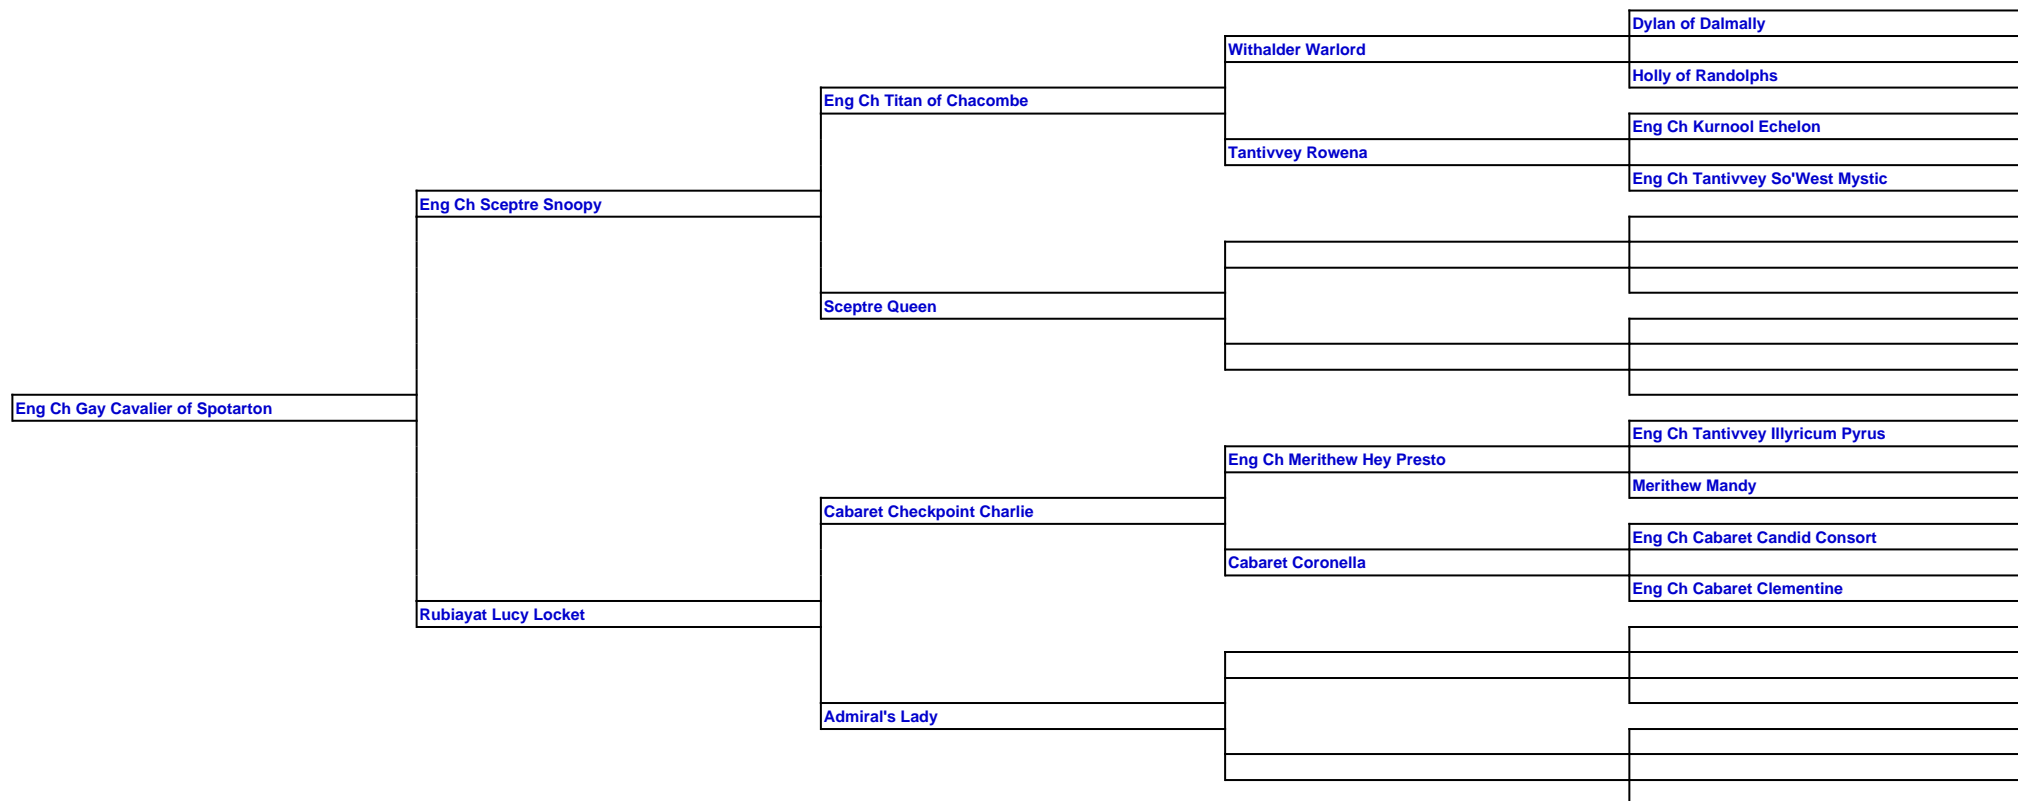 Dylan of Dalmally
Withalder Warlord
Holly of Randolphs
Eng Ch Titan of Chacombe
Eng Ch Kurnool Echelon
Tantivvey Rowena
Eng Ch Tantivvey So'West Mystic
Eng Ch Sceptre Snoopy
Sceptre Queen
Eng Ch Gay Cavalier of Spotarton
Eng Ch Tantivvey Illyricum Pyrus
Eng Ch Merithew Hey Presto
Merithew Mandy
Cabaret Checkpoint Charlie
Eng Ch Cabaret Candid Consort
Cabaret Coronella
Eng Ch Cabaret Clementine
Rubiayat Lucy Locket
Admiral's Lady